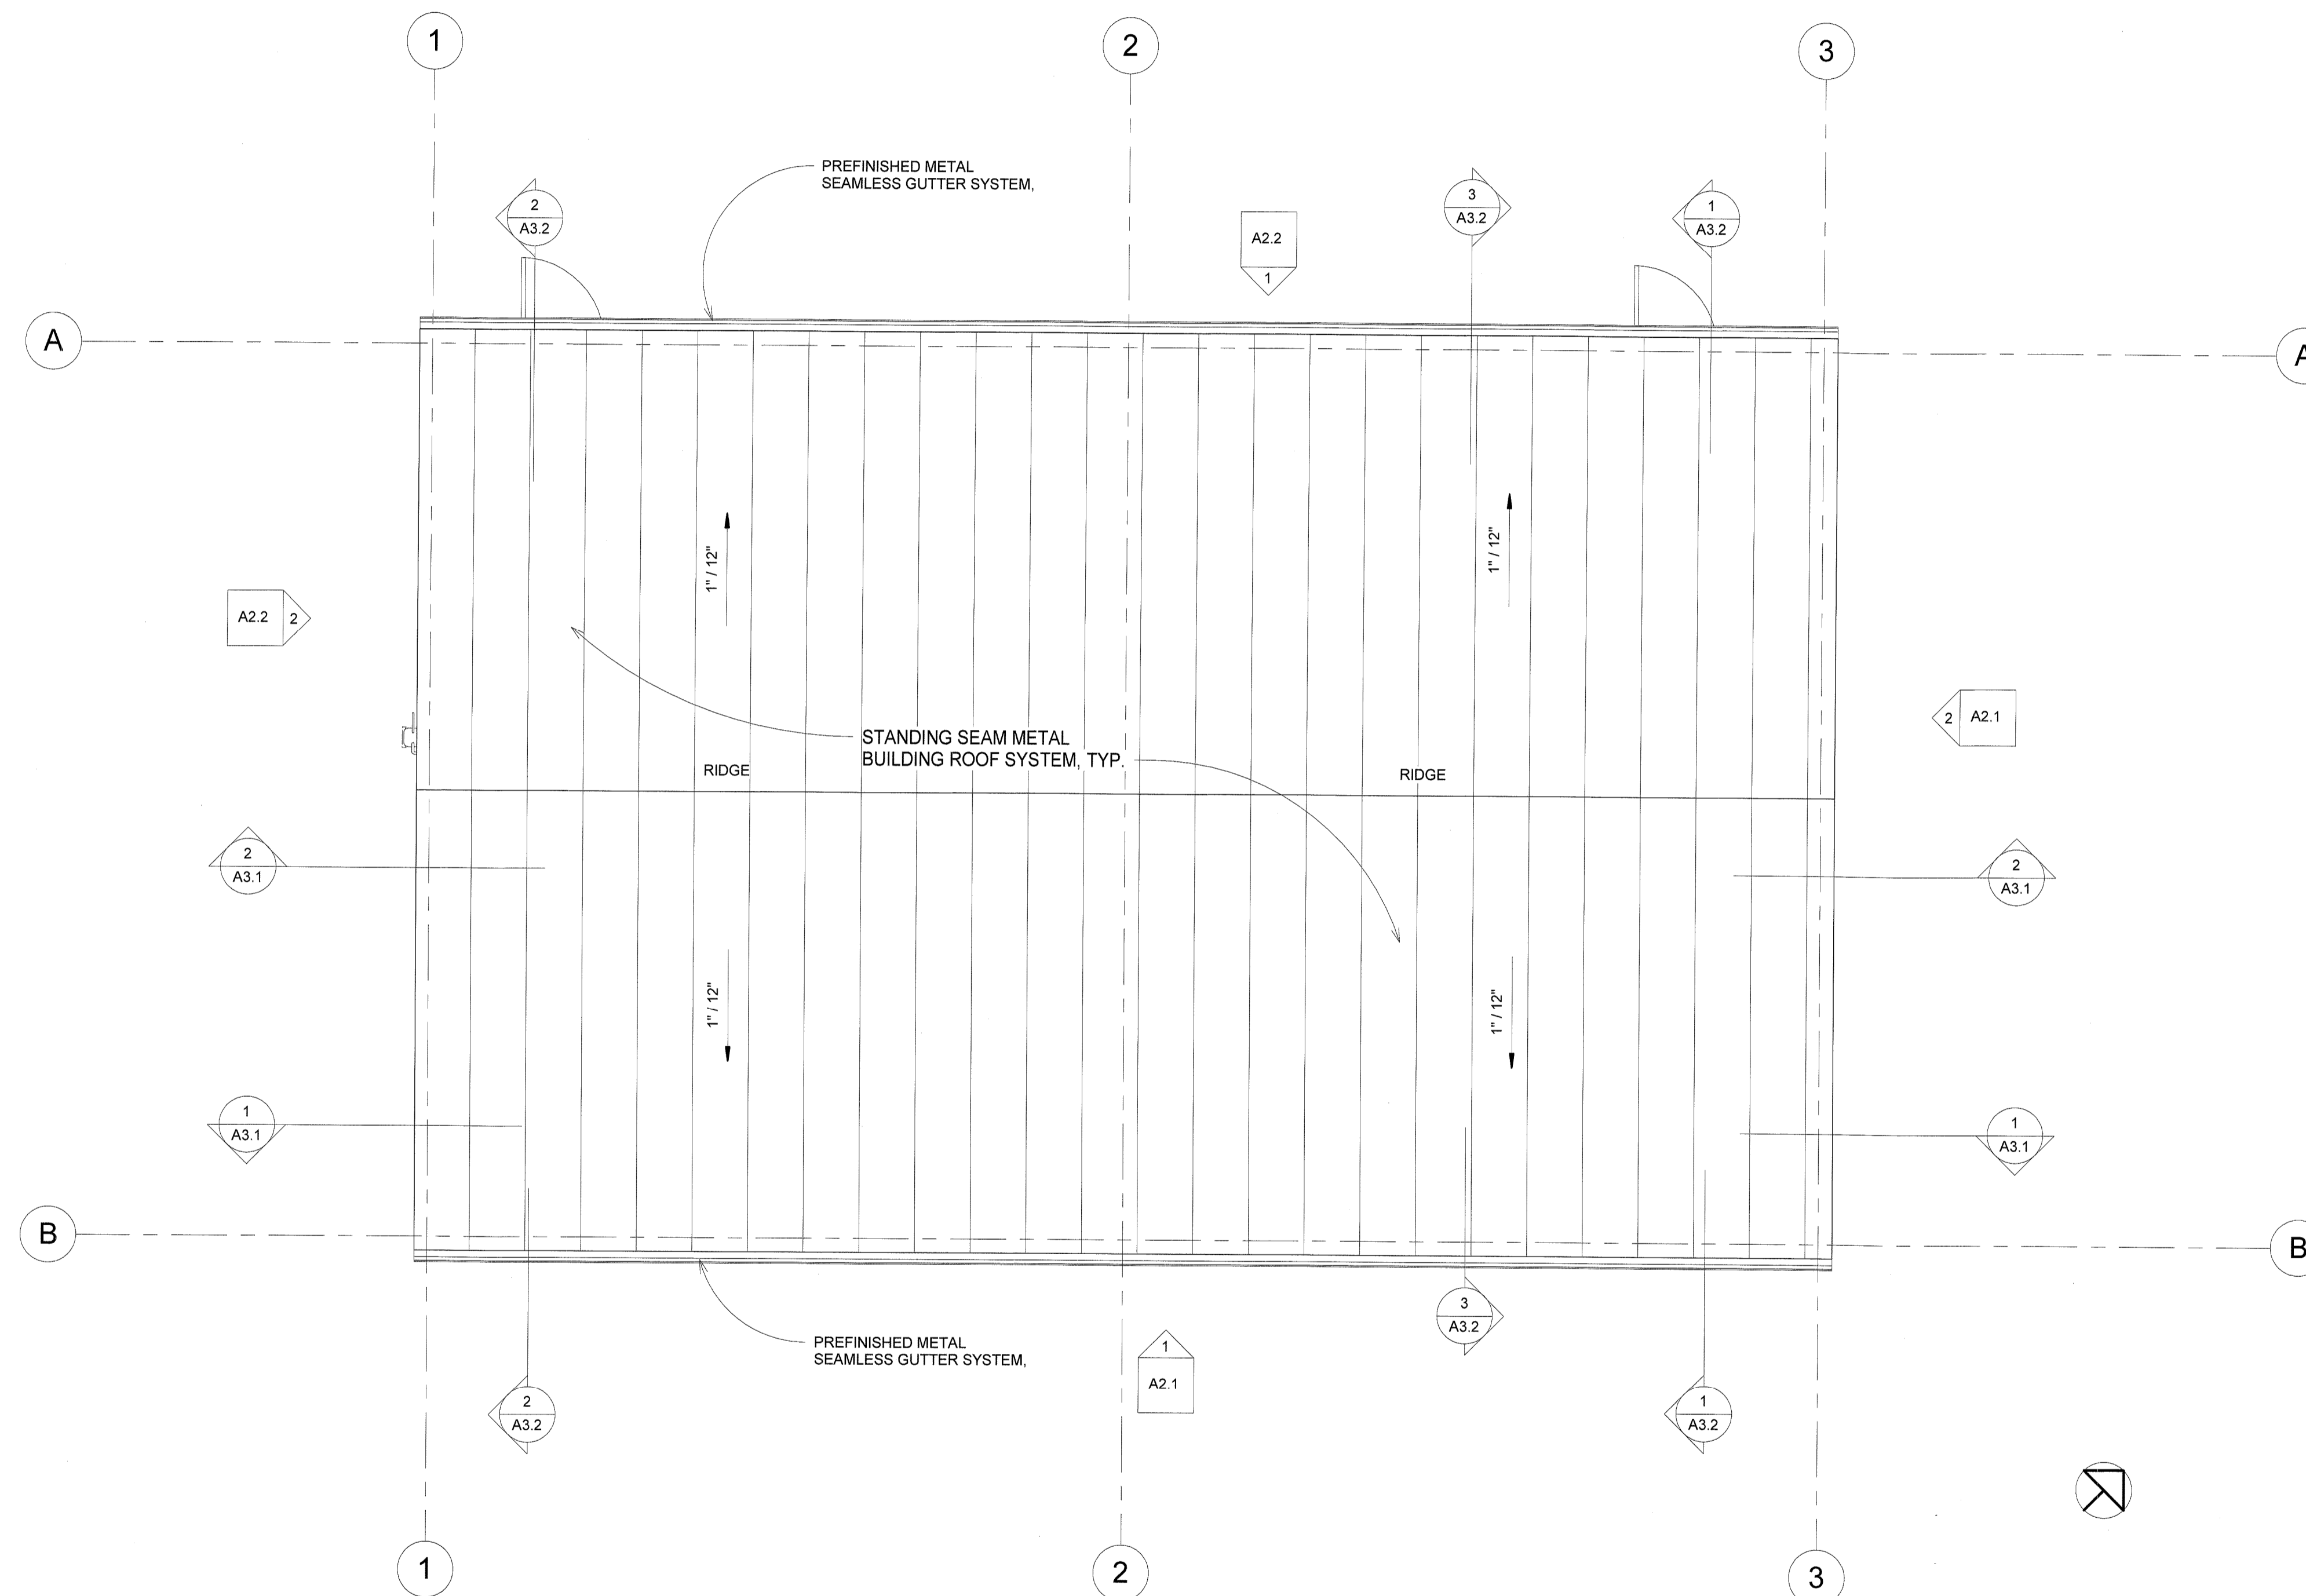 1
2
3
PREFINISHED METAL
SEAMLESS GUTTER SYSTEM,
2
A3.2
3
A3.2
1
A3.2
A2.2
1
A
A
1" / 12"
1" / 12"
A2.2 2
2 A2.1
STANDING SEAM METAL
BUILDING ROOF SYSTEM, TYP.
RIDGE
RIDGE
2
A3.1
2
A3.1
1" / 12"
1" / 12"
1
A3.1
1
A3.1
B
B
3
A3.2
PREFINISHED METAL
SEAMLESS GUTTER SYSTEM,
1
A2.1
2
A3.2
1
A3.2
1
2
3